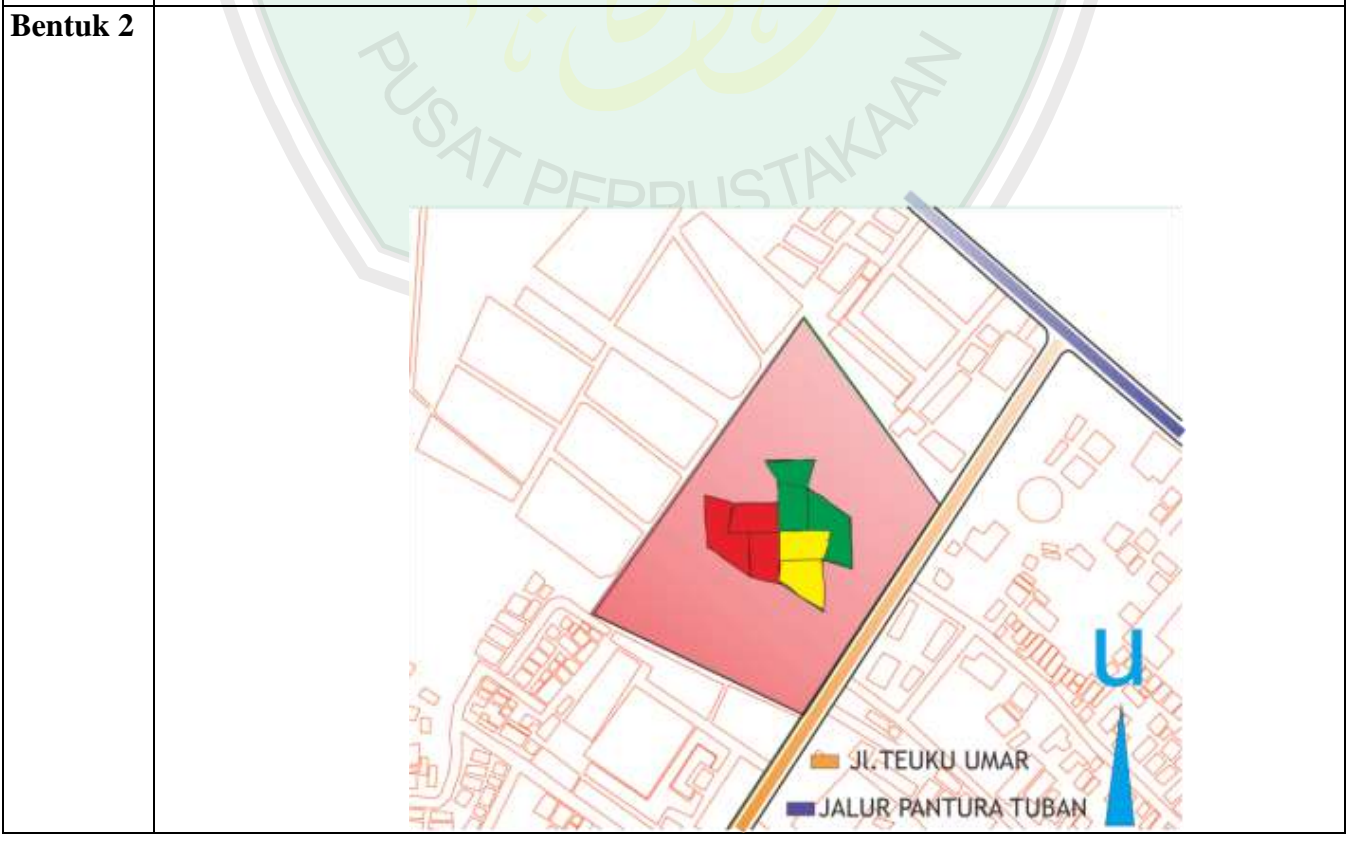 Bentuk 2
PUSAT PERPUSTAKAAN
u
Jl.TEUKU UMAR
JALUR PANTURA TUBAN